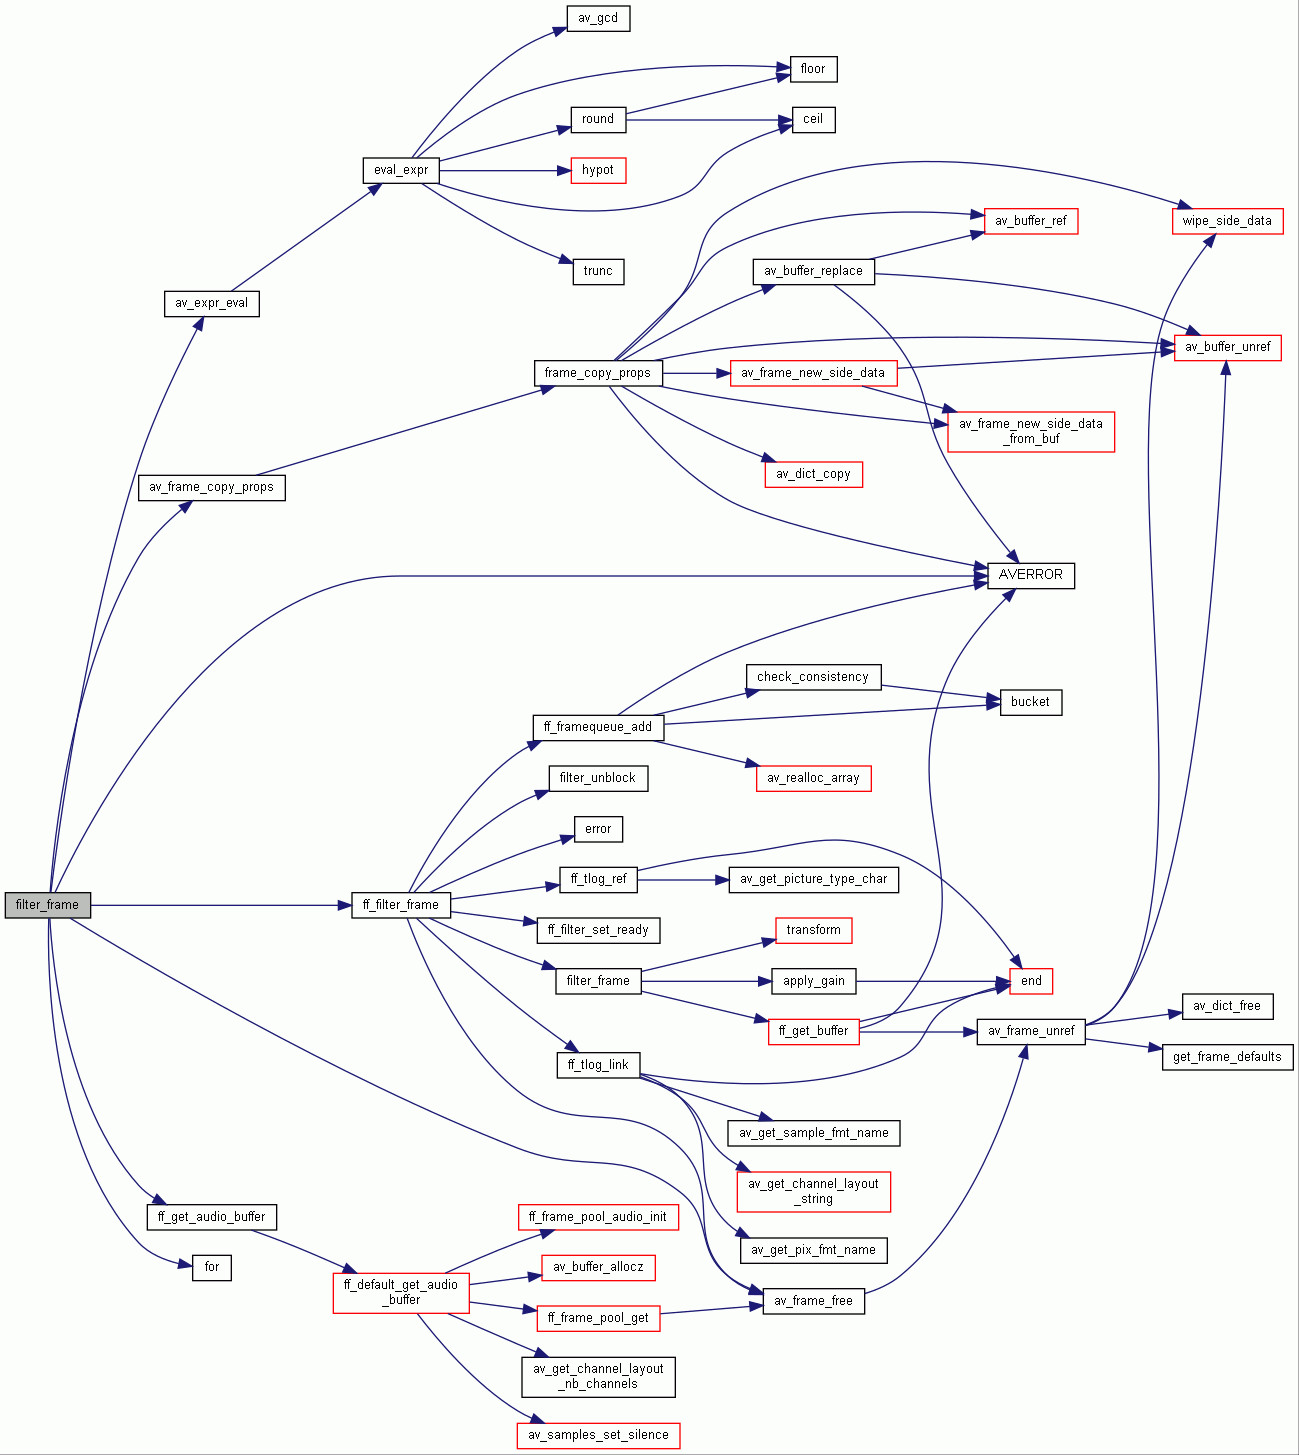 av_gcd
floor
round
ceil
eval_expr
hypot
wipe_side_data
av_buffer_ref
av_buffer_replace
trunc
av_expr_eval
av_buffer_unref
frame_copy_props
av_frame_new_side_data
av_frame_new_side_data
_from_buf
av_dict_copy
av_frame_copy_props
AVERROR
check_consistency
bucket
ff_framequeue_add
filter_unblock
av_realloc_array
error
ff_tlog_ref
av_get_picture_type_char
filter_frame
ff_filter_frame
ff_filter_set_ready
transform
filter_frame
apply_gain
end
av_dict_free
ff_get_buffer
av_frame_unref
get_frame_defaults
ff_tlog_link
av_get_sample_fmt_name
av_get_channel_layout
_string
ff_get_audio_buffer
ff_frame_pool_audio_init
av_get_pix_fmt_name
for
av_buffer_allocz
ff_default_get_audio
_buffer
av_frame_free
ff_frame_pool_get
av_get_channel_layout
_nb_channels
av_samples_set_silence